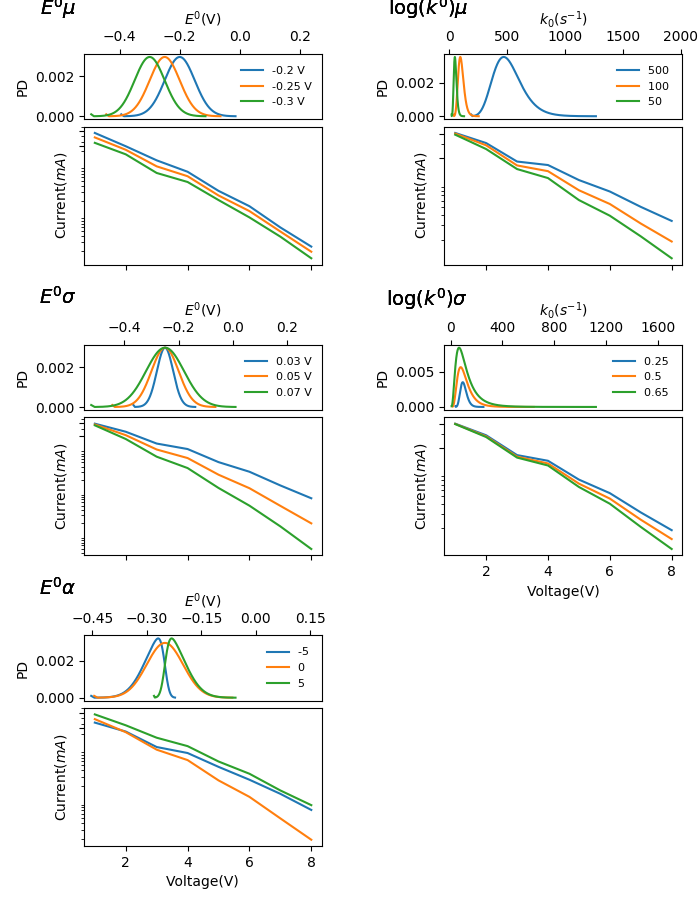 E⁰μ
E⁰(V)
−0.4 −0.2 0.0 0.2
PD
0.002
0.000
-0.2 V
-0.25 V
-0.3 V
Current(mA)
log(k⁰)μ
k₀(s⁻¹)
0 500 1000 1500 2000
PD
0.002
0.000
500
100
50
Current(mA)
E⁰σ
E⁰(V)
−0.4 −0.2 0.0 0.2
PD
0.002
0.000
0.03 V
0.05 V
0.07 V
Current(mA)
log(k⁰)σ
k₀(s⁻¹)
0 400 800 1200 1600
PD
0.005
0.000
0.25
0.5
0.65
Current(mA)
2 4 6 8
Voltage(V)
E⁰α
E⁰(V)
−0.45 −0.30 −0.15 0.00 0.15
PD
0.002
0.000
-5
0
5
Current(mA)
2 4 6 8
Voltage(V)